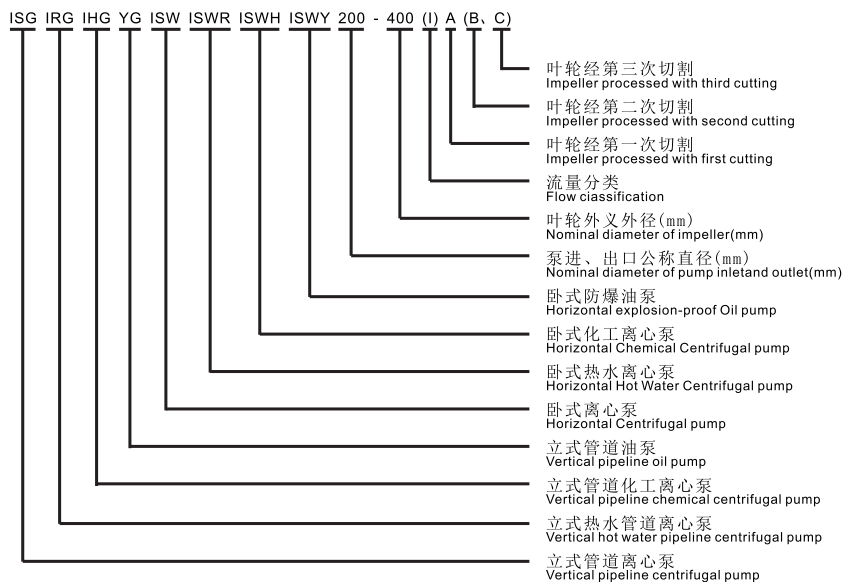 ISG IRG IHG YG ISW ISWR ISWH ISWY 200 - 400 (I) A (B、C)
叶轮经第三次切割
Impeller processed with third cutting
叶轮经第二次切割
Impeller processed with second cutting
叶轮经第一次切割
Impeller processed with first cutting
流量分类
Flow ciassification
叶轮外义外径(mm)
Nominal diameter of impeller(mm)
泵进、出口公称直径(mm)
Nominal diameter of pump inletand outlet(mm)
卧式防爆油泵
Horizontal explosion-proof Oil pump
卧式化工离心泵
Horizontal Chemical Centrifugal pump
卧式热水离心泵
Horizontal Hot Water Centrifugal pump
卧式离心泵
Horizontal Centrifugal pump
立式管道油泵
Vertical pipeline oil pump
立式管道化工离心泵
Vertical pipeline chemical centrifugal pump
立式热水管道离心泵
Vertical hot water pipeline centrifugal pump
立式管道离心泵
Vertical pipeline centrifugal pump